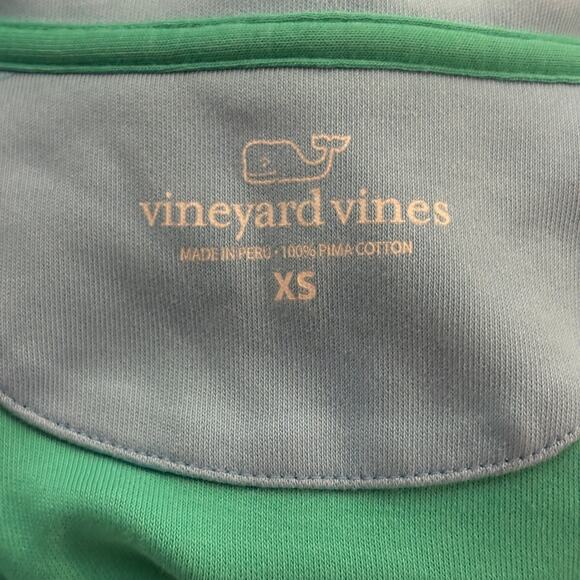 vineyard vines
MADE IN PERU · 100% PIMA COTTON
XS